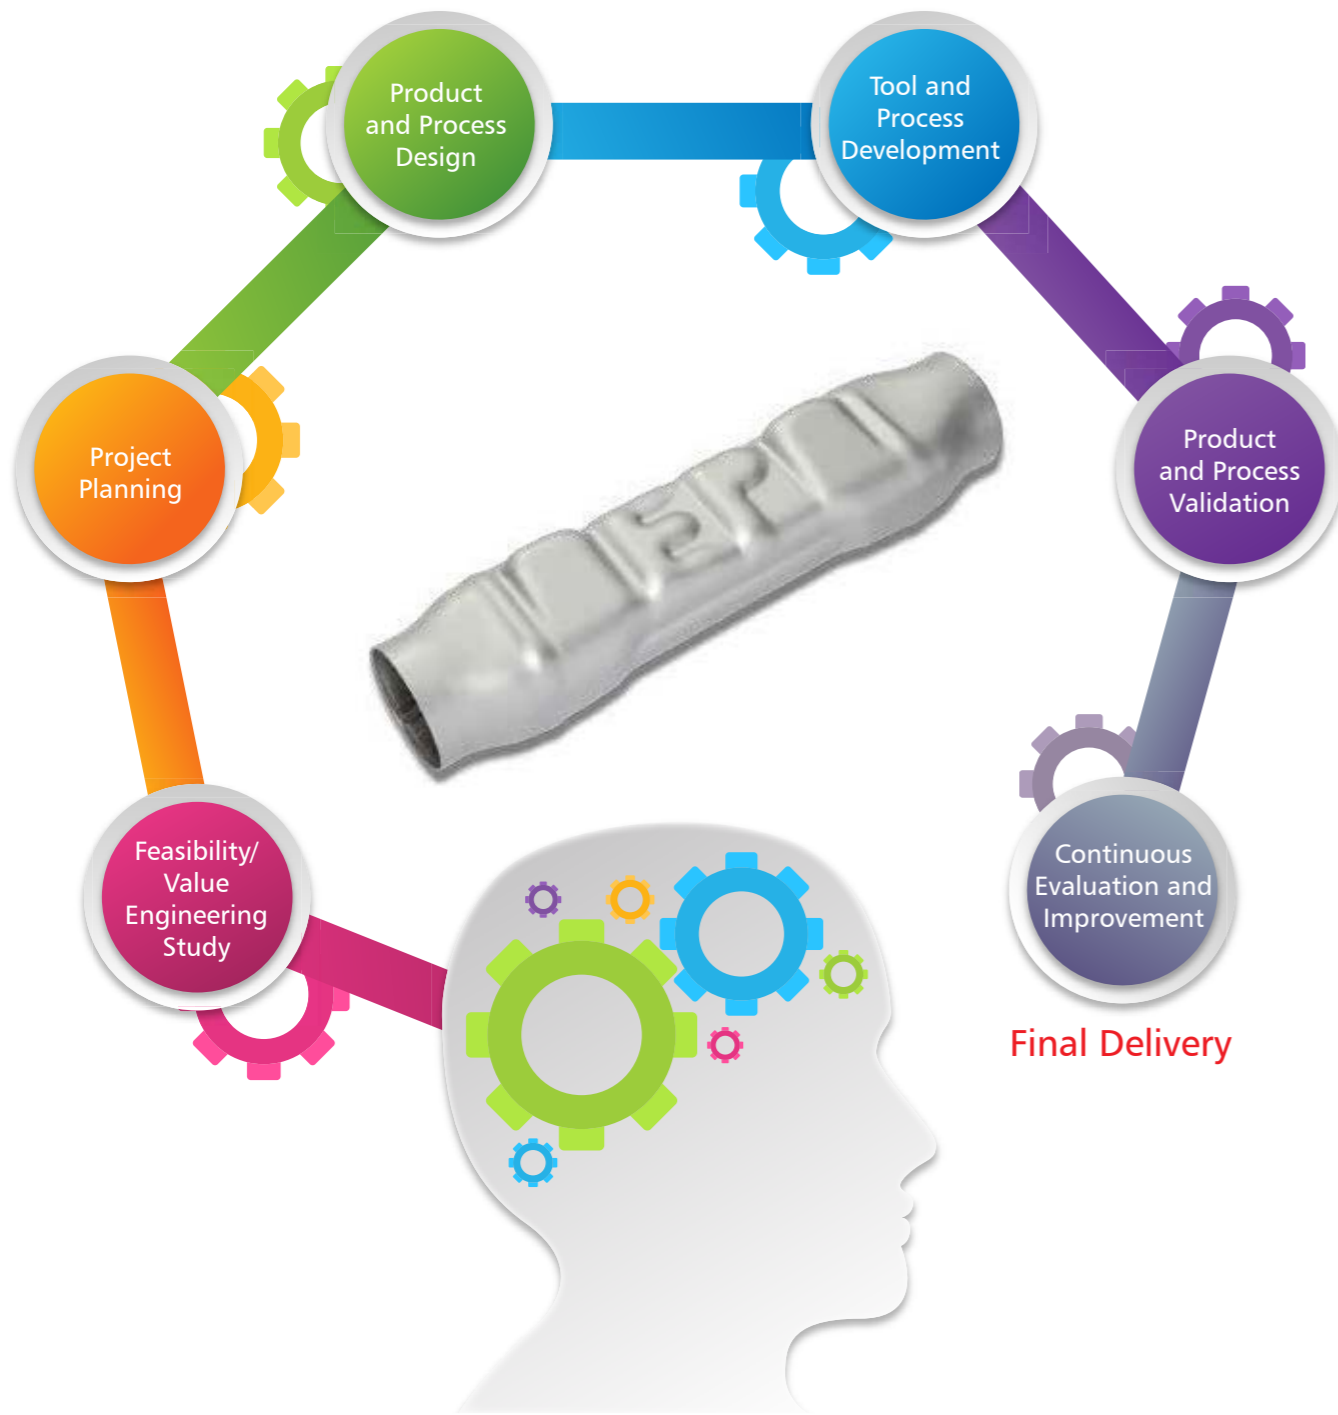 Product
and Process
Design
Tool and
Process
Development
Project
Planning
Product
and Process
Validation
Feasibility/
Value
Engineering
Study
Continuous
Evaluation and
Improvement
Final Delivery